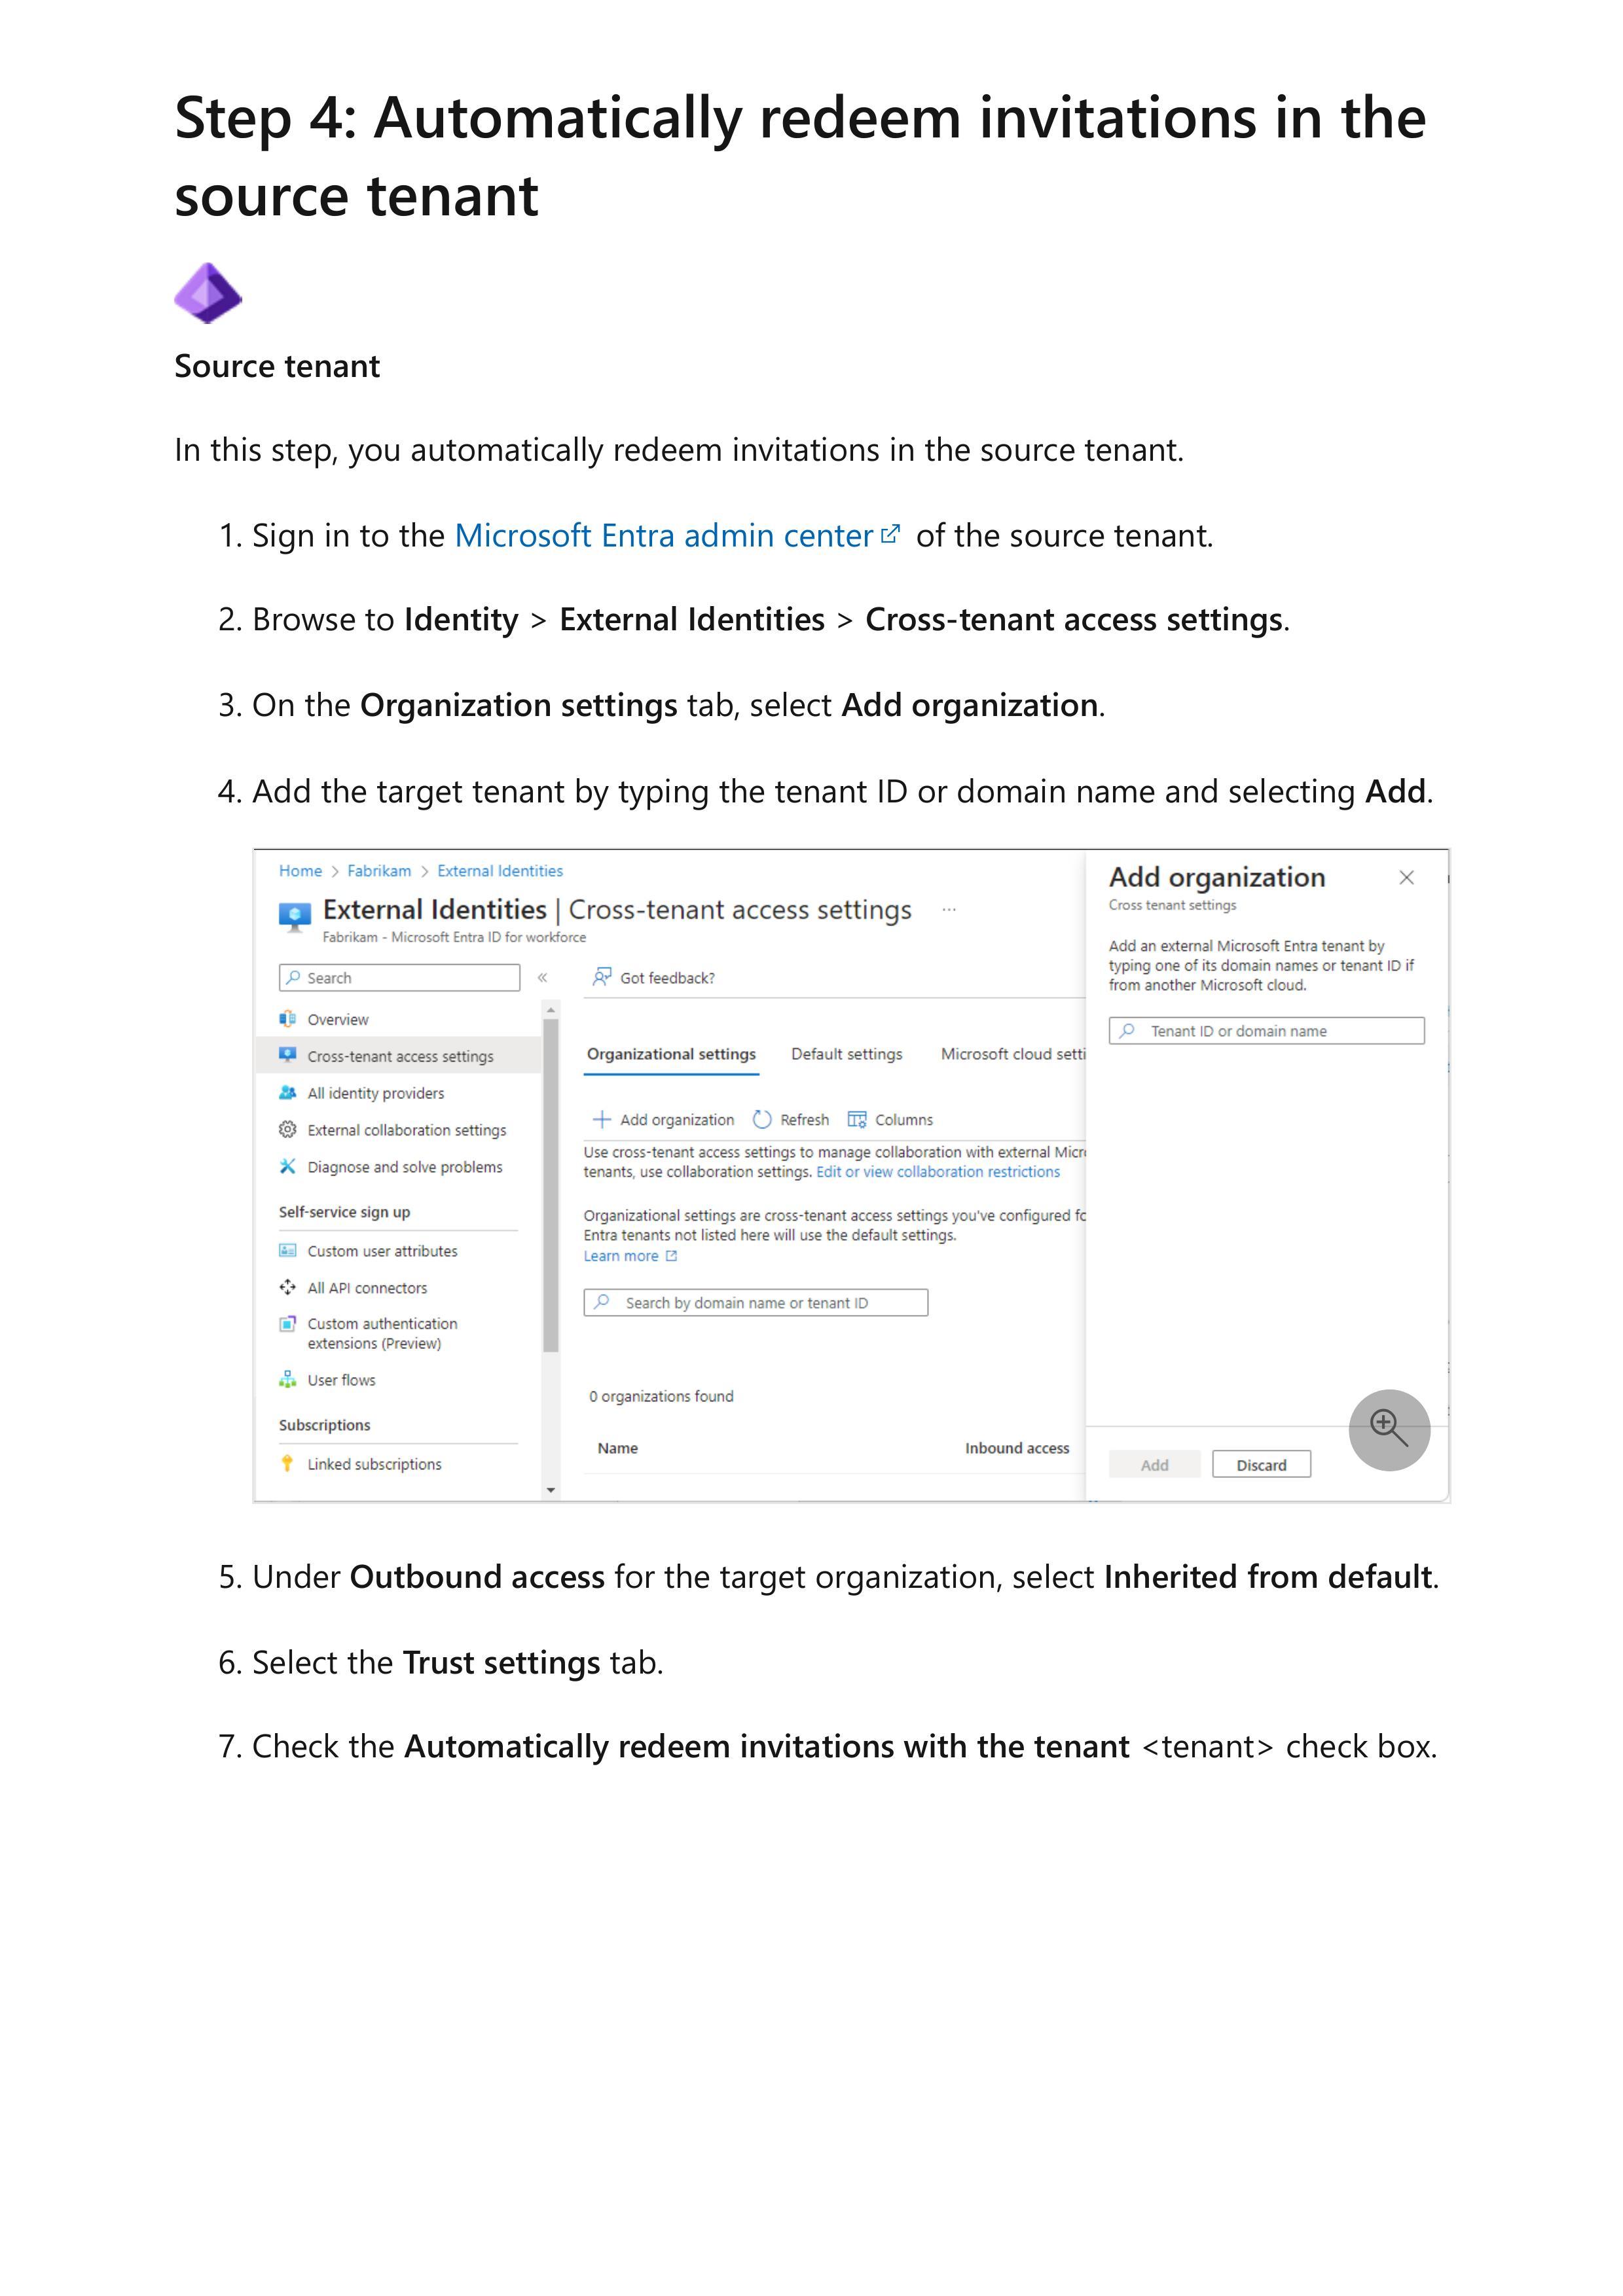 Step 4: Automatically redeem invitations in the
source tenant
Source tenant
In this step, you automatically redeem invitations in the source tenant.
1. Sign in to the Microsoft Entra admin center of the source tenant.
2. Browse to Identity > External Identities > Cross-tenant access settings.
3. On the Organization settings tab, select Add organization.
4. Add the target tenant by typing the tenant ID or domain name and selecting Add.
Home > Fabrikam > External Identities
External Identities | Cross-tenant access settings ...
Fabrikam - Microsoft Entra ID for workforce
Search «
Overview
Cross-tenant access settings
All identity providers
External collaboration settings
Diagnose and solve problems
Self-service sign up
Custom user attributes
All API connectors
Custom authentication
extensions (Preview)
User flows
Subscriptions
Linked subscriptions
Got feedback?
Organizational settings Default settings Microsoft cloud setti
Add organization Refresh Columns
Use cross-tenant access settings to manage collaboration with external Micr
tenants, use collaboration settings. Edit or view collaboration restrictions
Organizational settings are cross-tenant access settings you've configured fo
Entra tenants not listed here will use the default settings.
Learn more
Search by domain name or tenant ID
0 organizations found
Name Inbound access
Add organization
Cross tenant settings
Add an external Microsoft Entra tenant by
typing one of its domain names or tenant ID if
from another Microsoft cloud.
Tenant ID or domain name
Add Discard
5. Under Outbound access for the target organization, select Inherited from default.
6. Select the Trust settings tab.
7. Check the Automatically redeem invitations with the tenant <tenant> check box.